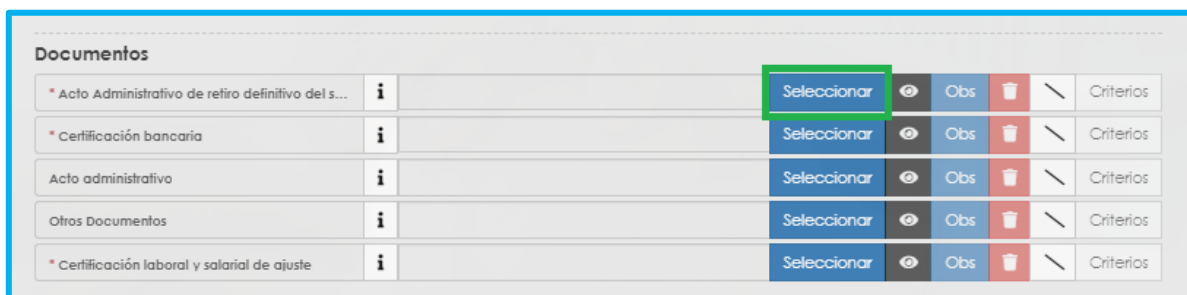 Documentos
* Acto Administrativo de retiro definitivo del s... i Seleccionar Obs Criterios
* Certificación bancaria i Seleccionar Obs Criterios
Acto administrativo i Seleccionar Obs Criterios
Otros Documentos i Seleccionar Obs Criterios
* Certificación laboral y salarial de ajuste i Seleccionar Obs Criterios